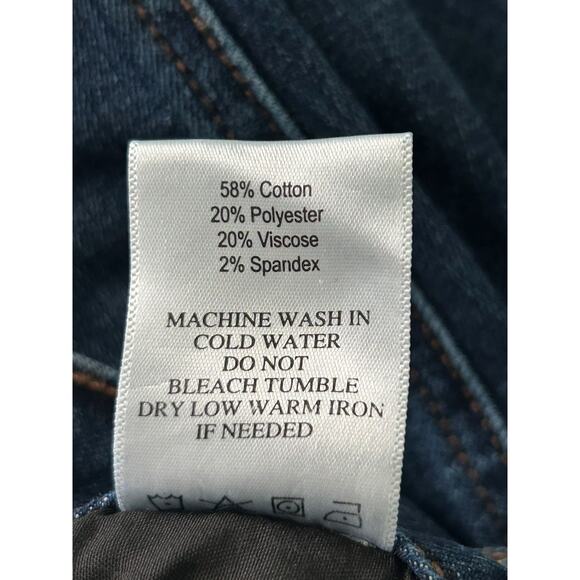 58% Cotton
20% Polyester
20% Viscose
2% Spandex
MACHINE WASH IN
COLD WATER
DO NOT
BLEACH TUMBLE
DRY LOW WARM IRON
IF NEEDED